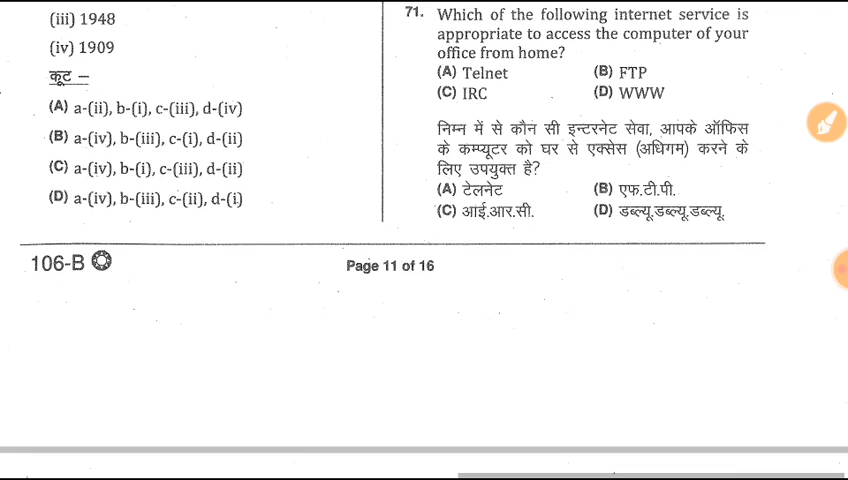 (iii) 1948
(iv) 1909
कूट –
(A) a-(ii), b-(i), c-(iii), d-(iv)
(B) a-(iv), b-(iii), c-(i), d-(ii)
(C) a-(iv), b-(i), c-(iii), d-(ii)
(D) a-(iv), b-(iii), c-(ii), d-(i)
71. Which of the following internet service is
appropriate to access the computer of your
office from home?
(A) Telnet (B) FTP
(C) IRC (D) WWW
निम्न में से कौन सी इन्टरनेट सेवा, आपके ऑफिस
के कम्प्यूटर को घर से एक्सेस (अधिगम) करने के
लिए उपयुक्त है?
(A) टेलनेट (B) एफ.टी.पी.
(C) आई.आर.सी. (D) डब्ल्यू.डब्ल्यू.डब्ल्यू.
106-B
Page 11 of 16